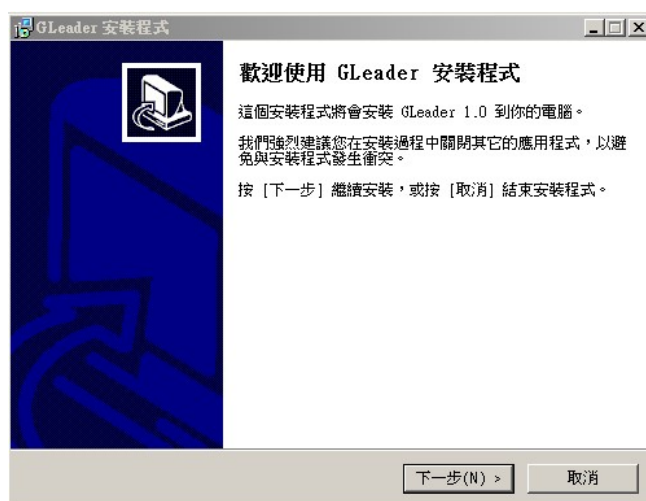 GLeader 安裝程式
歡迎使用 GLeader 安裝程式
這個安裝程式將會安裝 GLeader 1.0 到你的電腦。
我們強烈建議您在安裝過程中關閉其它的應用程式，以避
免與安裝程式發生衝突。
按 [下一步] 繼續安裝，或按 [取消] 結束安裝程式。
下一步(N) >
取消